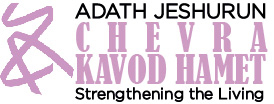 ADATH JESHURUN
CHEVRA
KAVOD HAMET
Strengthening the Living